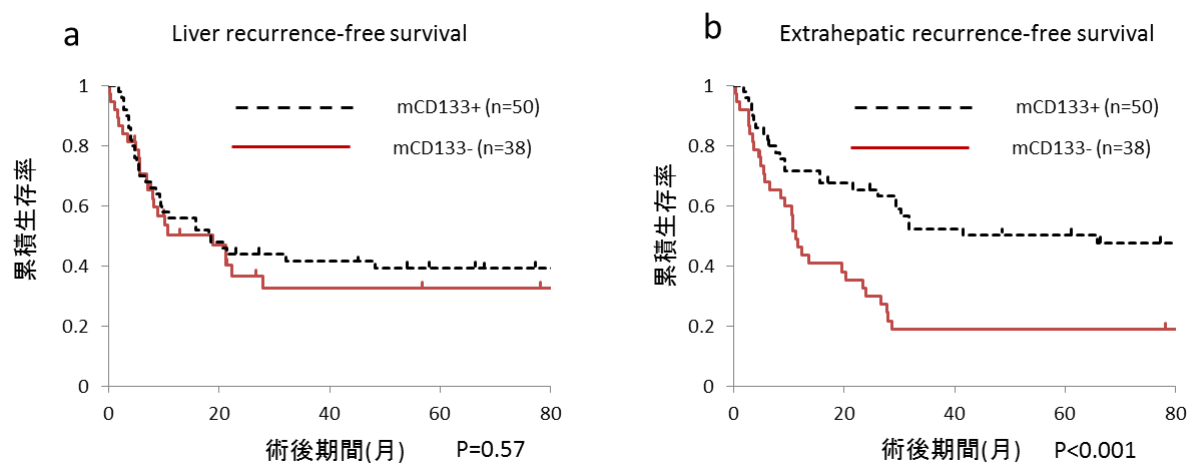 a
Liver recurrence-free survival
1
0.8
0.6
0.4
0.2
0
0 20 40 60 80
累積生存率
mCD133+ (n=50)
mCD133- (n=38)
術後期間(月)
P=0.57
b
Extrahepatic recurrence-free survival
1
0.8
0.6
0.4
0.2
0
0 20 40 60 80
累積生存率
mCD133+ (n=50)
mCD133- (n=38)
術後期間(月)
P<0.001